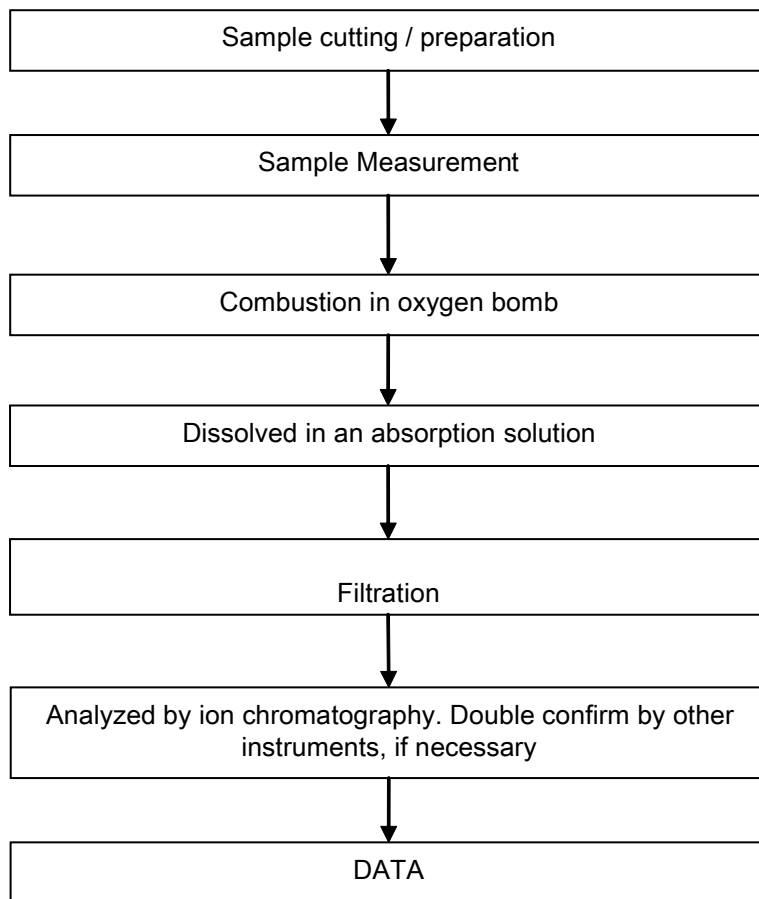 Sample cutting / preparation
Sample Measurement
Combustion in oxygen bomb
Dissolved in an absorption solution
Filtration
Analyzed by ion chromatography. Double confirm by other
instruments, if necessary
DATA